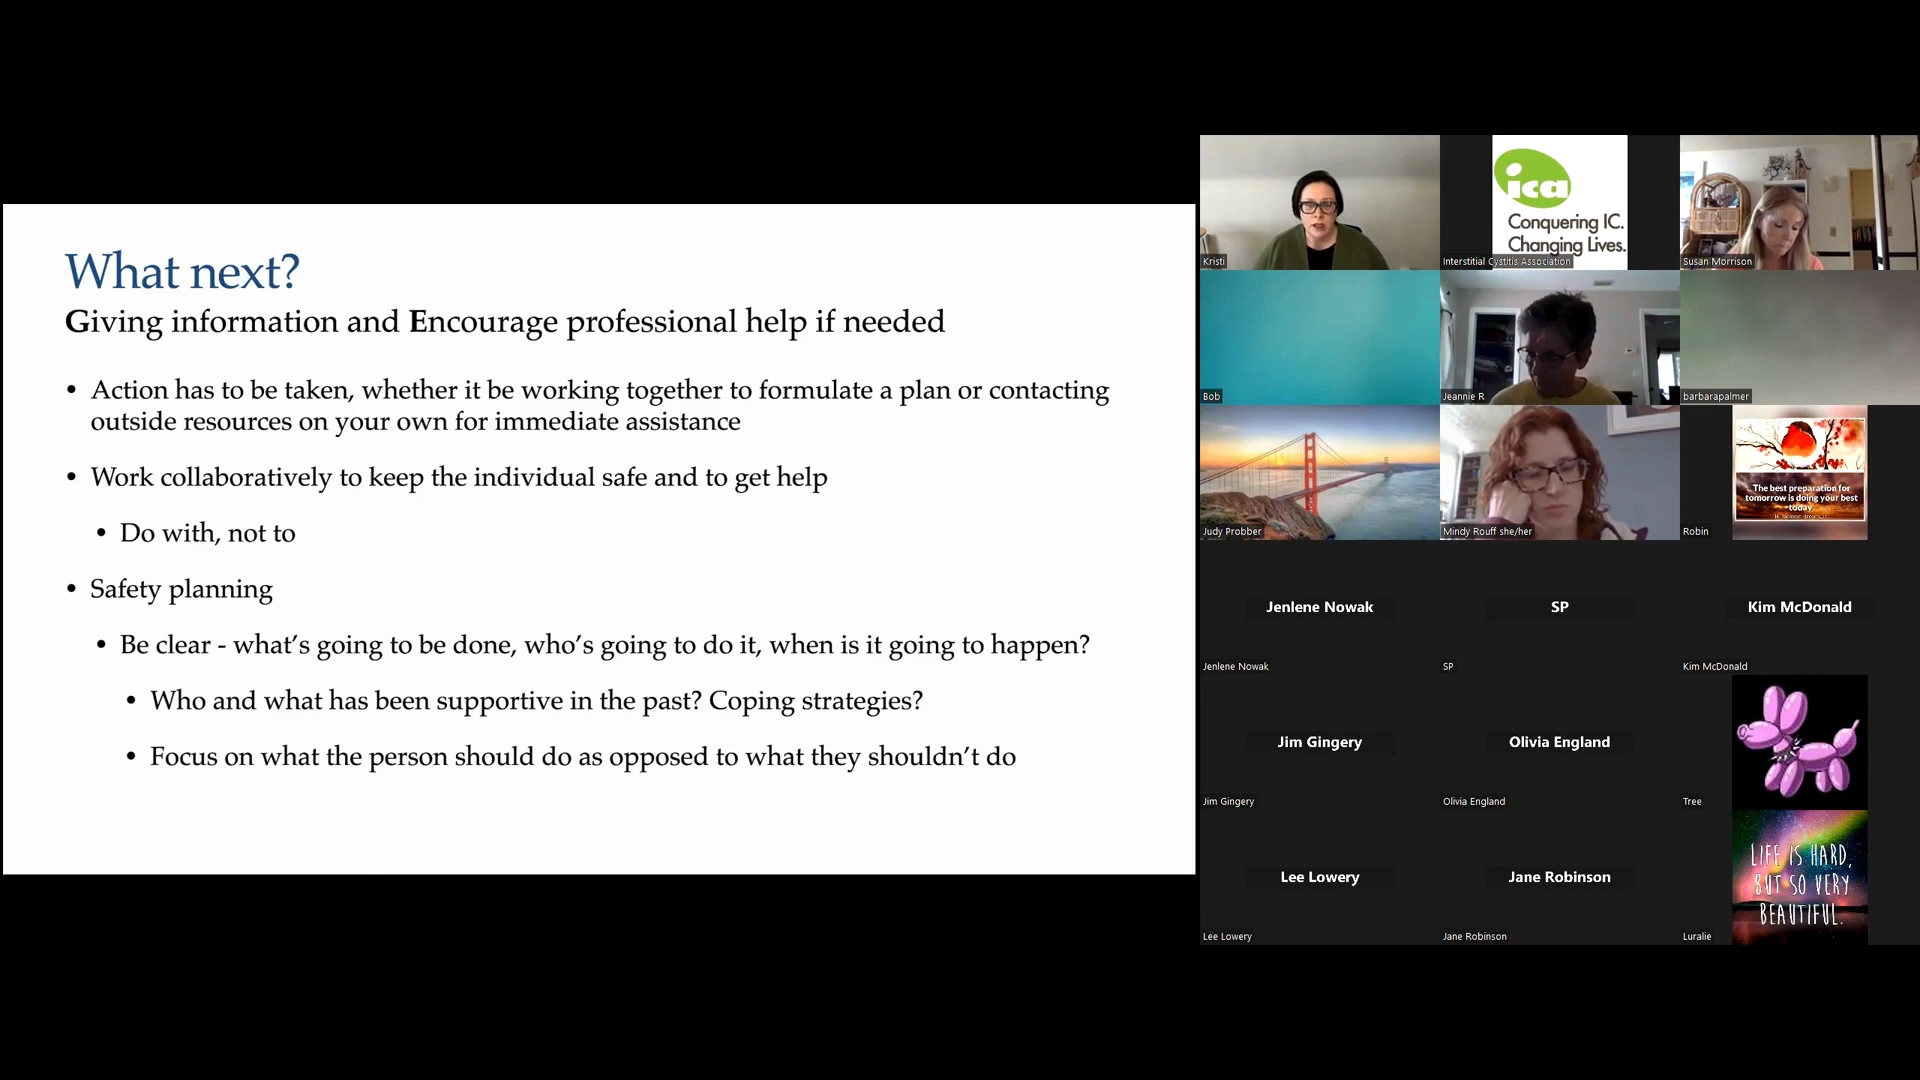 What next?
Giving information and Encourage professional help if needed
• Action has to be taken, whether it be working together to formulate a plan or contacting
outside resources on your own for immediate assistance
• Work collaboratively to keep the individual safe and to get help
• Do with, not to
• Safety planning
• Be clear - what's going to be done, who's going to do it, when is it going to happen?
• Who and what has been supportive in the past? Coping strategies?
• Focus on what the person should do as opposed to what they shouldn't do
Kristi
ica
Conquering IC.
Changing Lives.
Interstitial Cystitis Association
Susan Morrison
Bob
Jeannie R
barbarapalmer
Judy Probber
Mindy Rouff she/her
The best preparation for
tomorrow is doing your best
today.
Robin
Jenlene Nowak
Jenlene Nowak
SP
SP
Kim McDonald
Kim McDonald
Jim Gingery
Jim Gingery
Olivia England
Olivia England
Tree
Lee Lowery
Lee Lowery
Jane Robinson
Jane Robinson
LIFE IS HARD,
BUT SO VERY
BEAUTIFUL.
Luralie